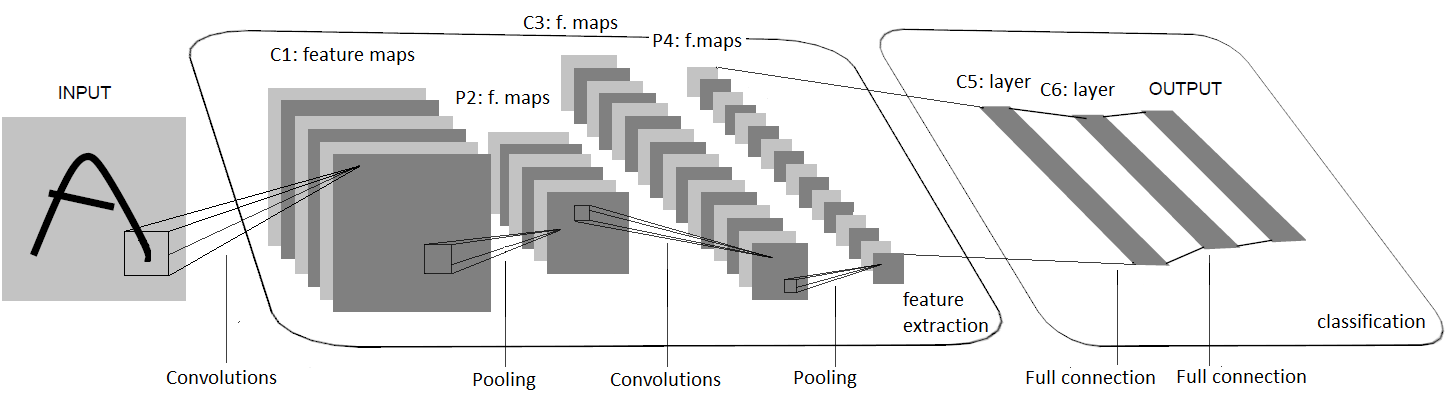 C3: f. maps
C1: feature maps
P4: f.maps
INPUT
P2: f. maps
C5: layer
C6: layer
OUTPUT
feature
extraction
classification
Convolutions
Pooling
Convolutions
Pooling
Full connection
Full connection